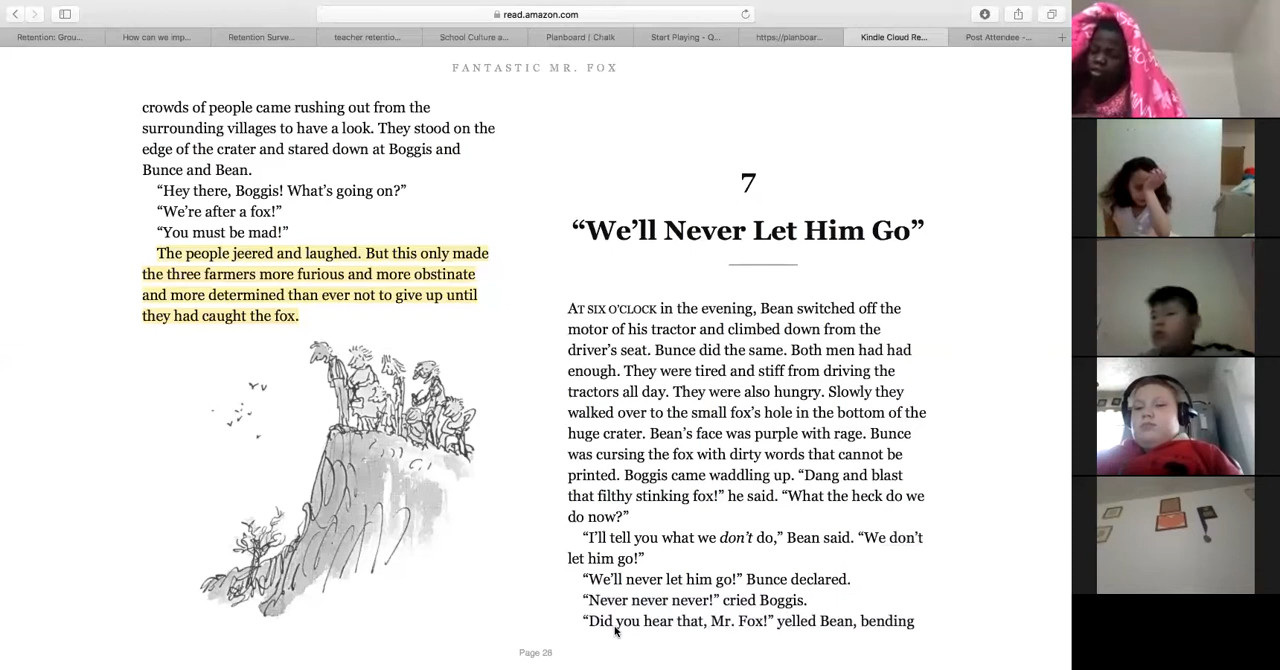 read.amazon.com
Retention: Grou...
How can we imp...
Retention Surve...
teacher retentio...
School Culture a...
Planboard | Chalk
Start Playing - Q...
https://planboar...
Kindle Cloud Re...
Post Attendee -...
FANTASTIC MR. FOX
crowds of people came rushing out from the
surrounding villages to have a look. They stood on the
edge of the crater and stared down at Boggis and
Bunce and Bean.
“Hey there, Boggis! What’s going on?”
“We’re after a fox!”
“You must be mad!”
The people jeered and laughed. But this only made
the three farmers more furious and more obstinate
and more determined than ever not to give up until
they had caught the fox.
7
“We’ll Never Let Him Go”
AT SIX O’CLOCK in the evening, Bean switched off the
motor of his tractor and climbed down from the
driver’s seat. Bunce did the same. Both men had had
enough. They were tired and stiff from driving the
tractors all day. They were also hungry. Slowly they
walked over to the small fox’s hole in the bottom of the
huge crater. Bean’s face was purple with rage. Bunce
was cursing the fox with dirty words that cannot be
printed. Boggis came waddling up. “Dang and blast
that filthy stinking fox!” he said. “What the heck do we
do now?”
“I’ll tell you what we don’t do,” Bean said. “We don’t
let him go!”
“We’ll never let him go!” Bunce declared.
“Never never never!” cried Boggis.
“Did you hear that, Mr. Fox!” yelled Bean, bending
Page 28